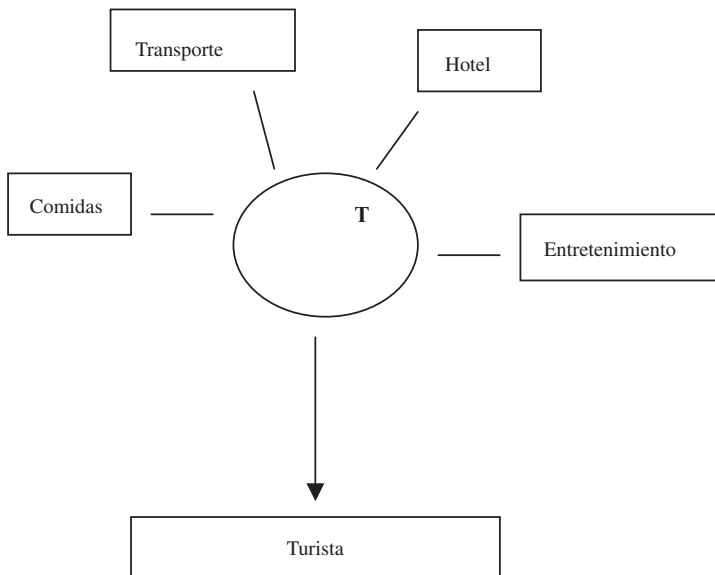 Transporte
Hotel
Comidas
T
Entretenimiento
Turista